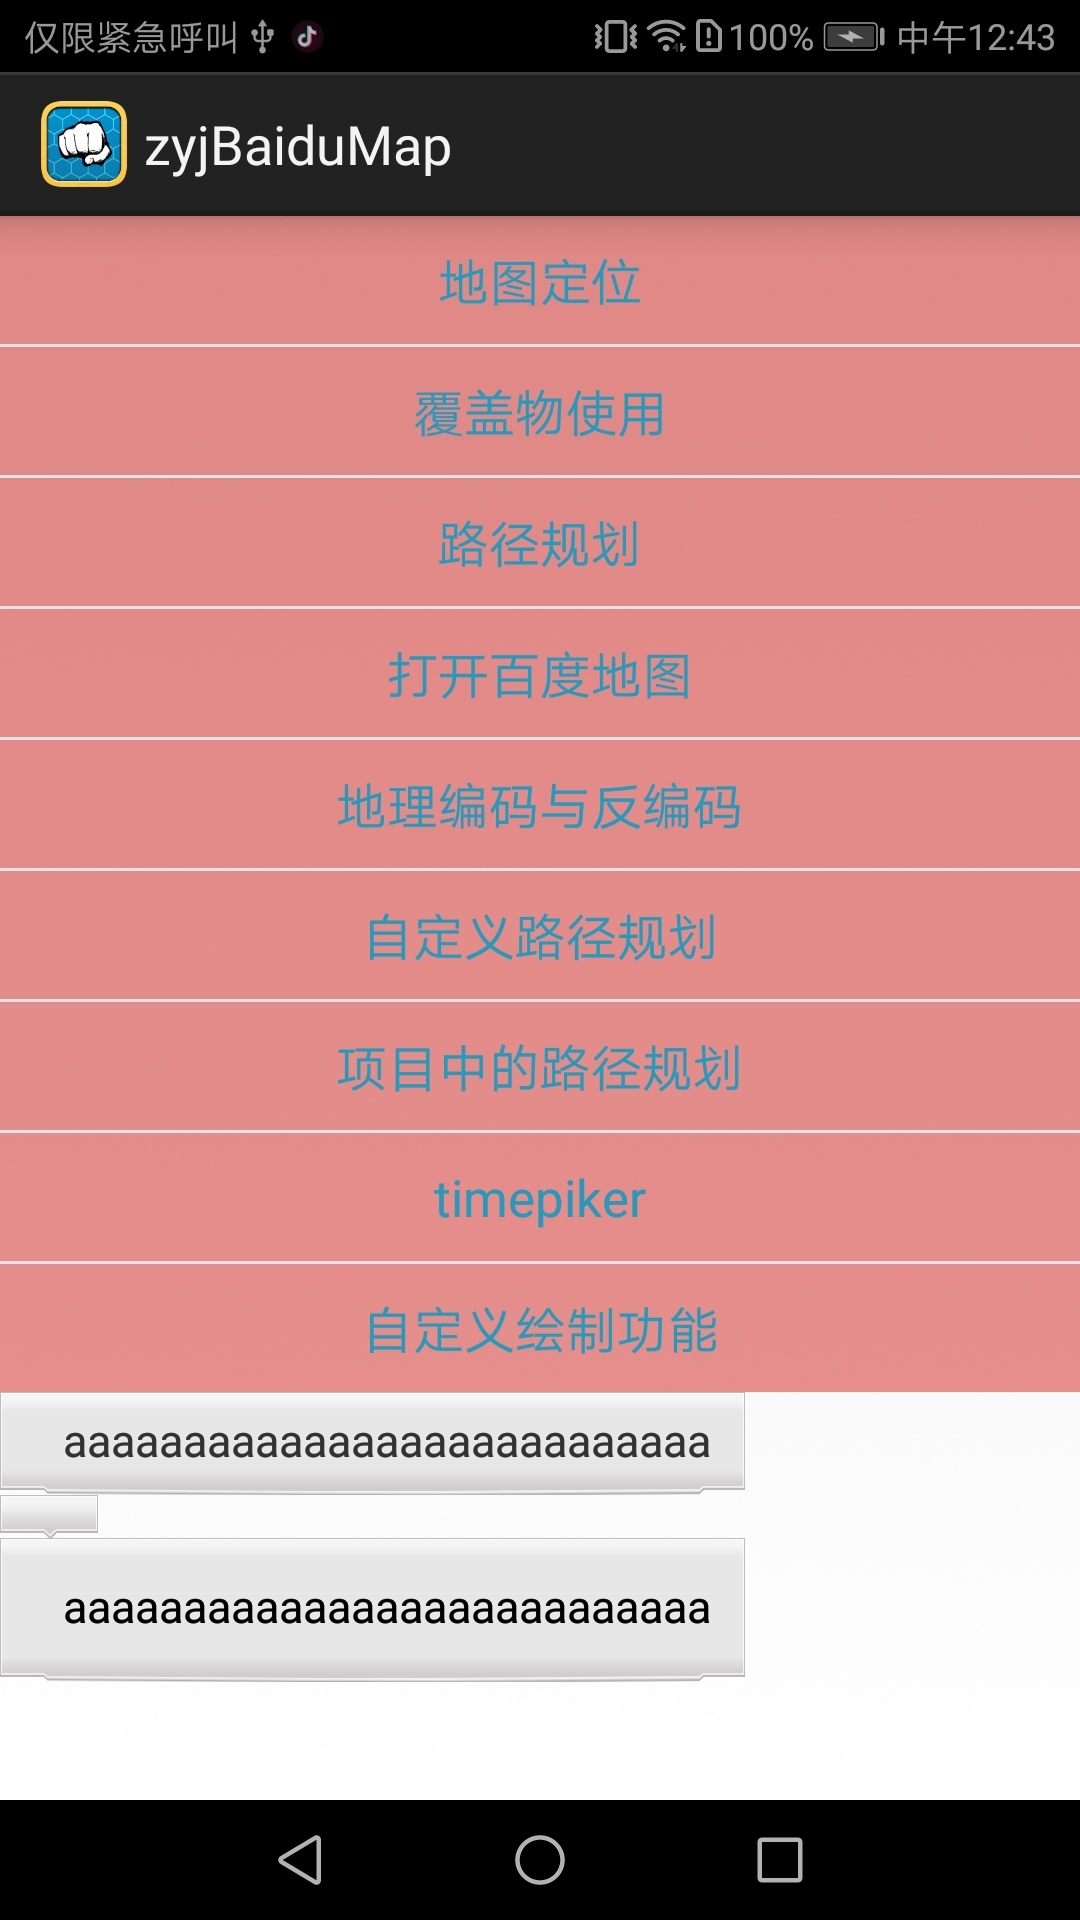 仅限紧急呼叫 100% 中午12:43
zyjBaiduMap
地图定位
覆盖物使用
路径规划
打开百度地图
地理编码与反编码
自定义路径规划
项目中的路径规划
timepiker
自定义绘制功能
aaaaaaaaaaaaaaaaaaaaaaaaaaa
aaaaaaaaaaaaaaaaaaaaaaaaaaa